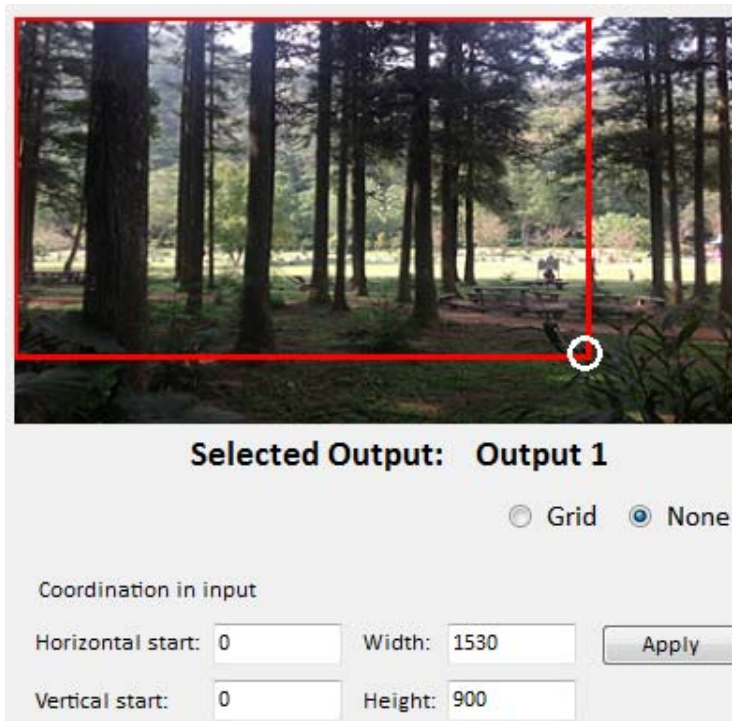 Selected Output: Output 1
Grid None
Coordination in input
Horizontal start: 0 Width: 1530 Apply
Vertical start: 0 Height: 900